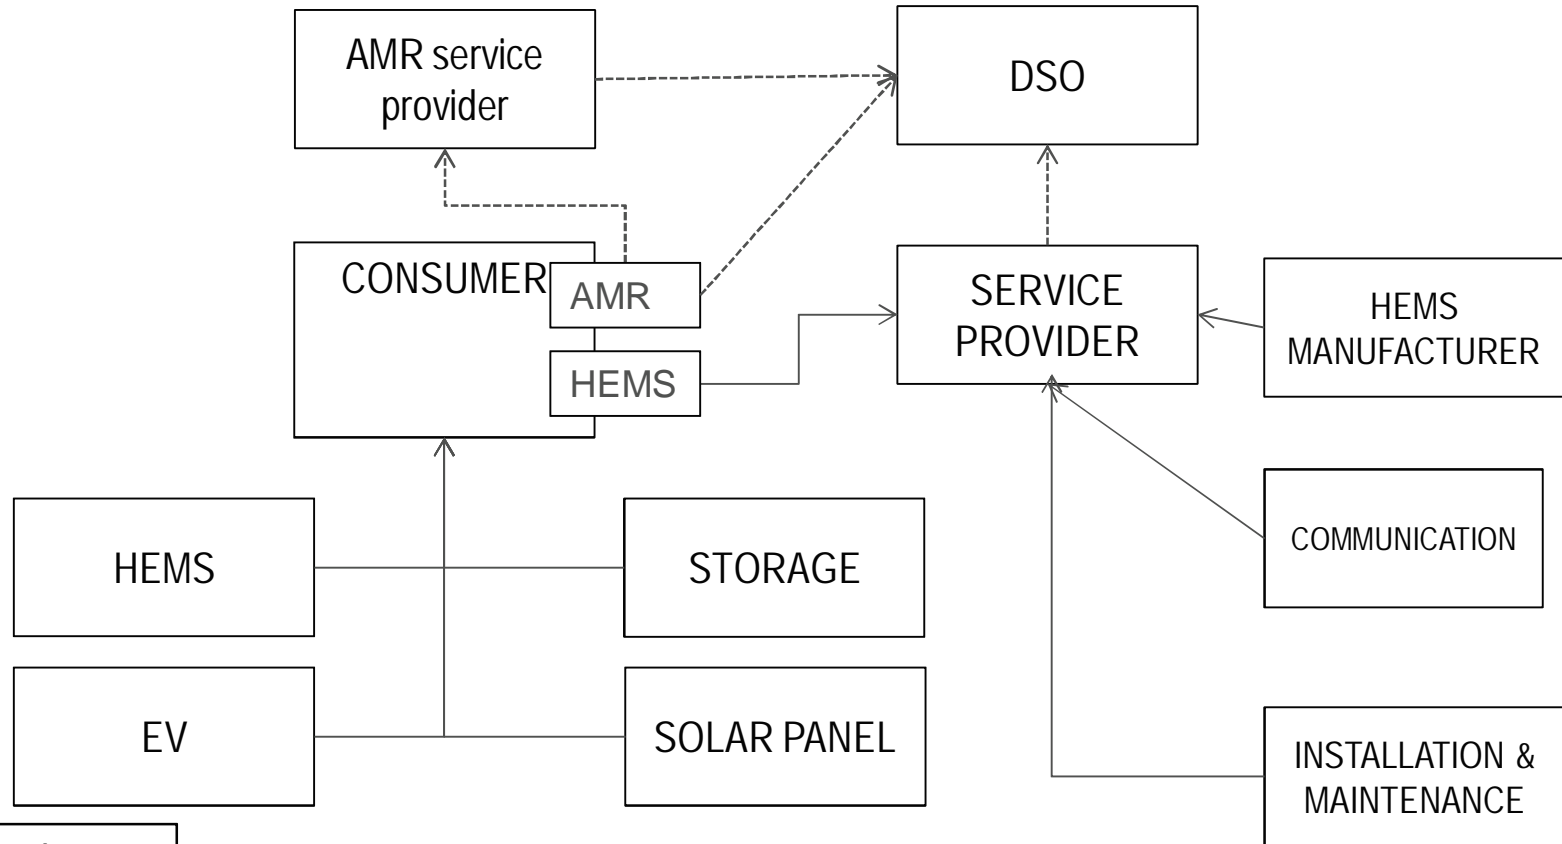 AMR service
provider
DSO
CONSUMER
AMR
HEMS
SERVICE
PROVIDER
HEMS
MANUFACTURER
COMMUNICATION
HEMS
STORAGE
EV
SOLAR PANEL
INSTALLATION &
MAINTENANCE